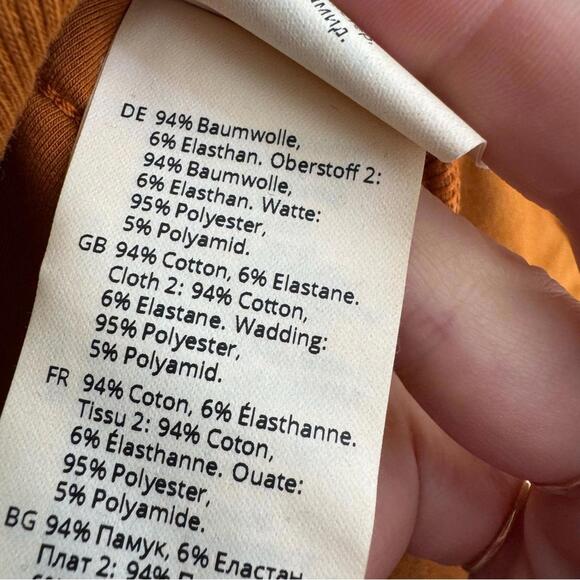 DE 94% Baumwolle,
6% Elasthan. Oberstoff 2:
94% Baumwolle,
6% Elasthan. Watte:
95% Polyester,
5% Polyamid.
GB 94% Cotton, 6% Elastane.
Cloth 2: 94% Cotton,
6% Elastane. Wadding:
95% Polyester,
5% Polyamid.
FR 94% Coton, 6% Élasthanne.
Tissu 2: 94% Coton,
6% Élasthanne. Ouate:
95% Polyester,
5% Polyamide.
BG 94% Памук, 6% Еластан
Плат 2: 94%